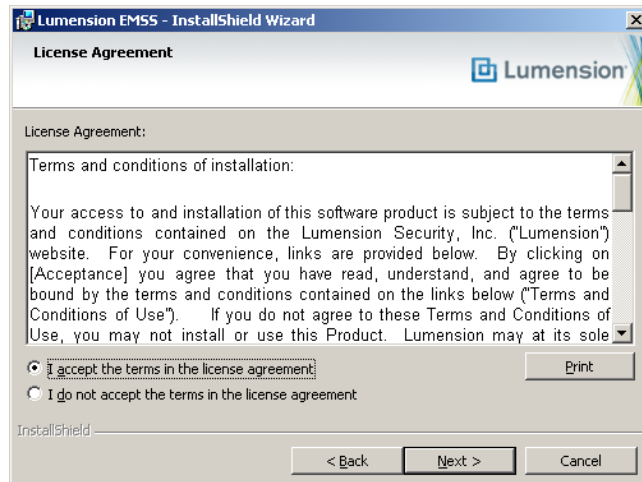 Lumension EMSS - InstallShield Wizard
License Agreement
Lumension
License Agreement:
Terms and conditions of installation:
Your access to and installation of this software product is subject to the terms
and conditions contained on the Lumension Security, Inc. ("Lumension")
website. For your convenience, links are provided below. By clicking on
[Acceptance] you agree that you have read, understand, and agree to be
bound by the terms and conditions contained on the links below ("Terms and
Conditions of Use"). If you do not agree to these Terms and Conditions of
Use, you may not install or use this Product. Lumension may at its sole
I accept the terms in the license agreement
Print
I do not accept the terms in the license agreement
InstallShield
< Back Next > Cancel